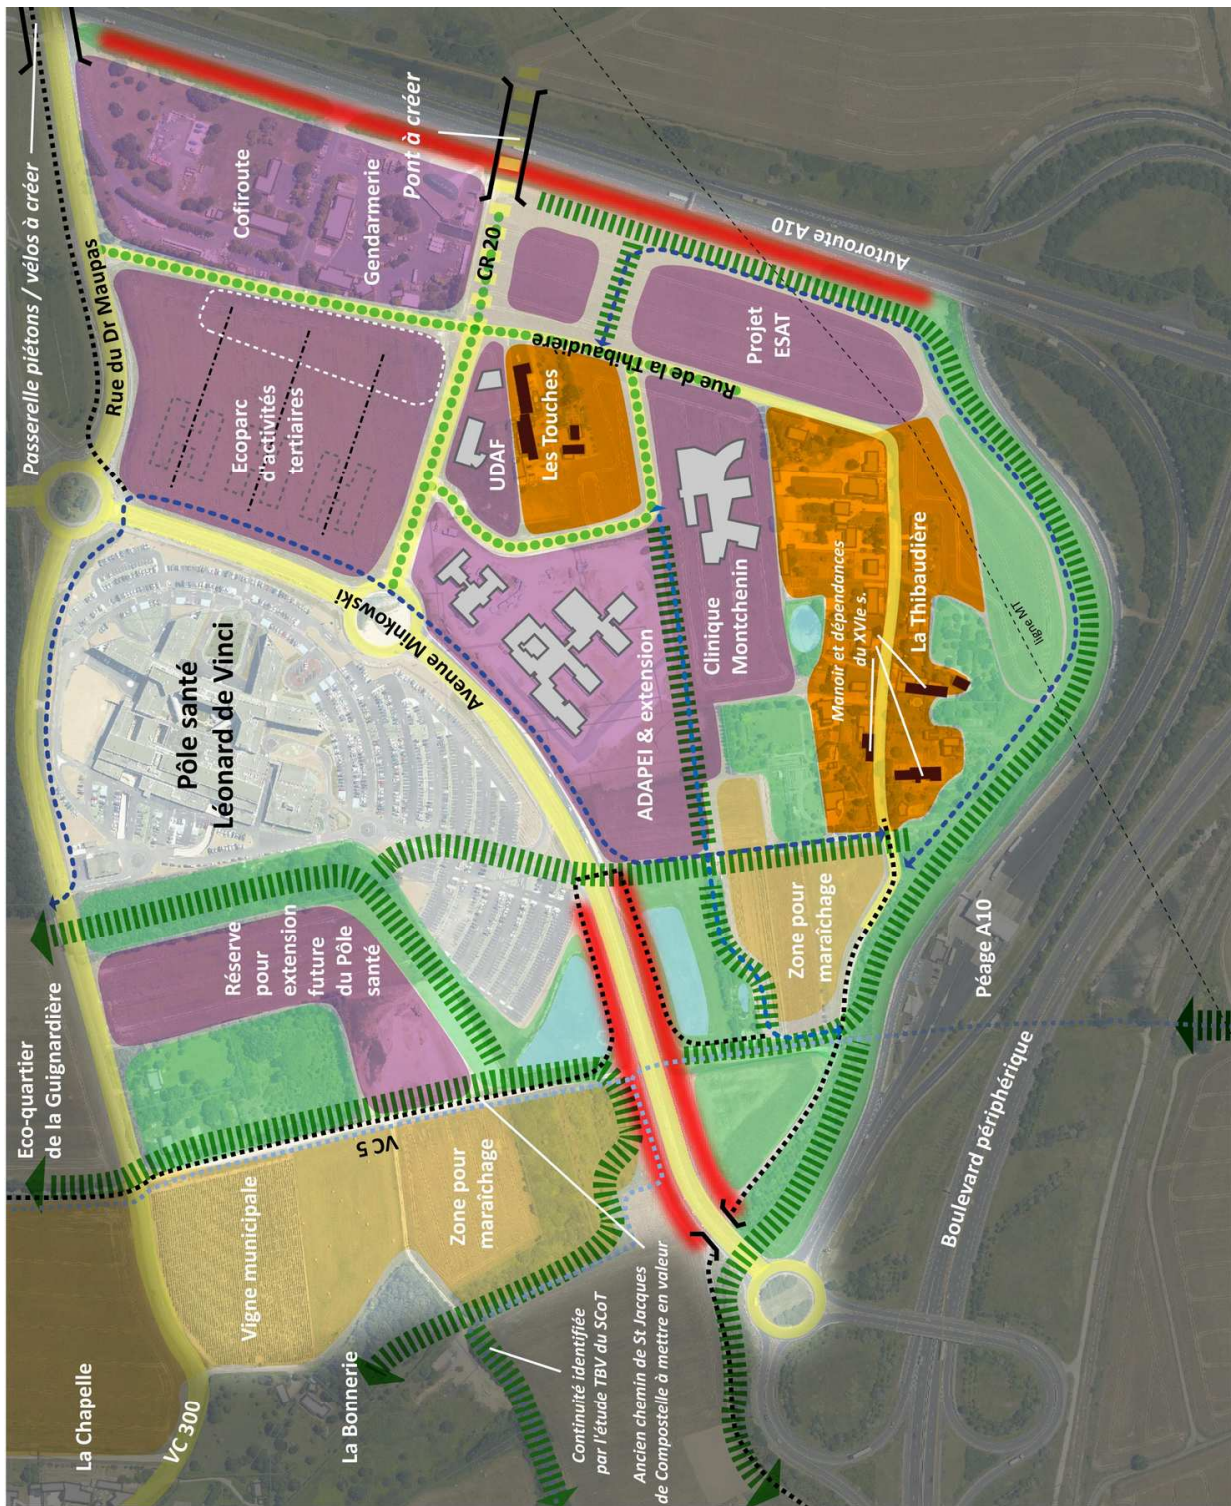 Passerelle piétons / vélos à créer
Rue du Dr Maupas
Cofiroute
Gendarmerie
Pont à créer
CR 20
Autoroute A10
Ecoparc
d'activités
tertiaires
UDAF
Les Touches
Rue de la Thibaudière
Projet
ESAT
Pôle santé
Léonard de Vinci
Avenue Minkowski
ADAPEI & extension
Clinique
Montchenin
Manoir et dépendances
du XVIe s.
La Thibaudière
ligne MT
Eco-quartier
de la Guignardière
Réserve
pour
extension
future
du Pôle
santé
Zone pour
maraîchage
Péage A10
La Chapelle
VC 300
Vigne municipale
VC 5
Zone pour
maraîchage
La Bonnerie
Continuité identifiée
par l'étude TBV du SCoT
Ancien chemin de St Jacques
de Compostelle à mettre en valeur
Boulevard périphérique